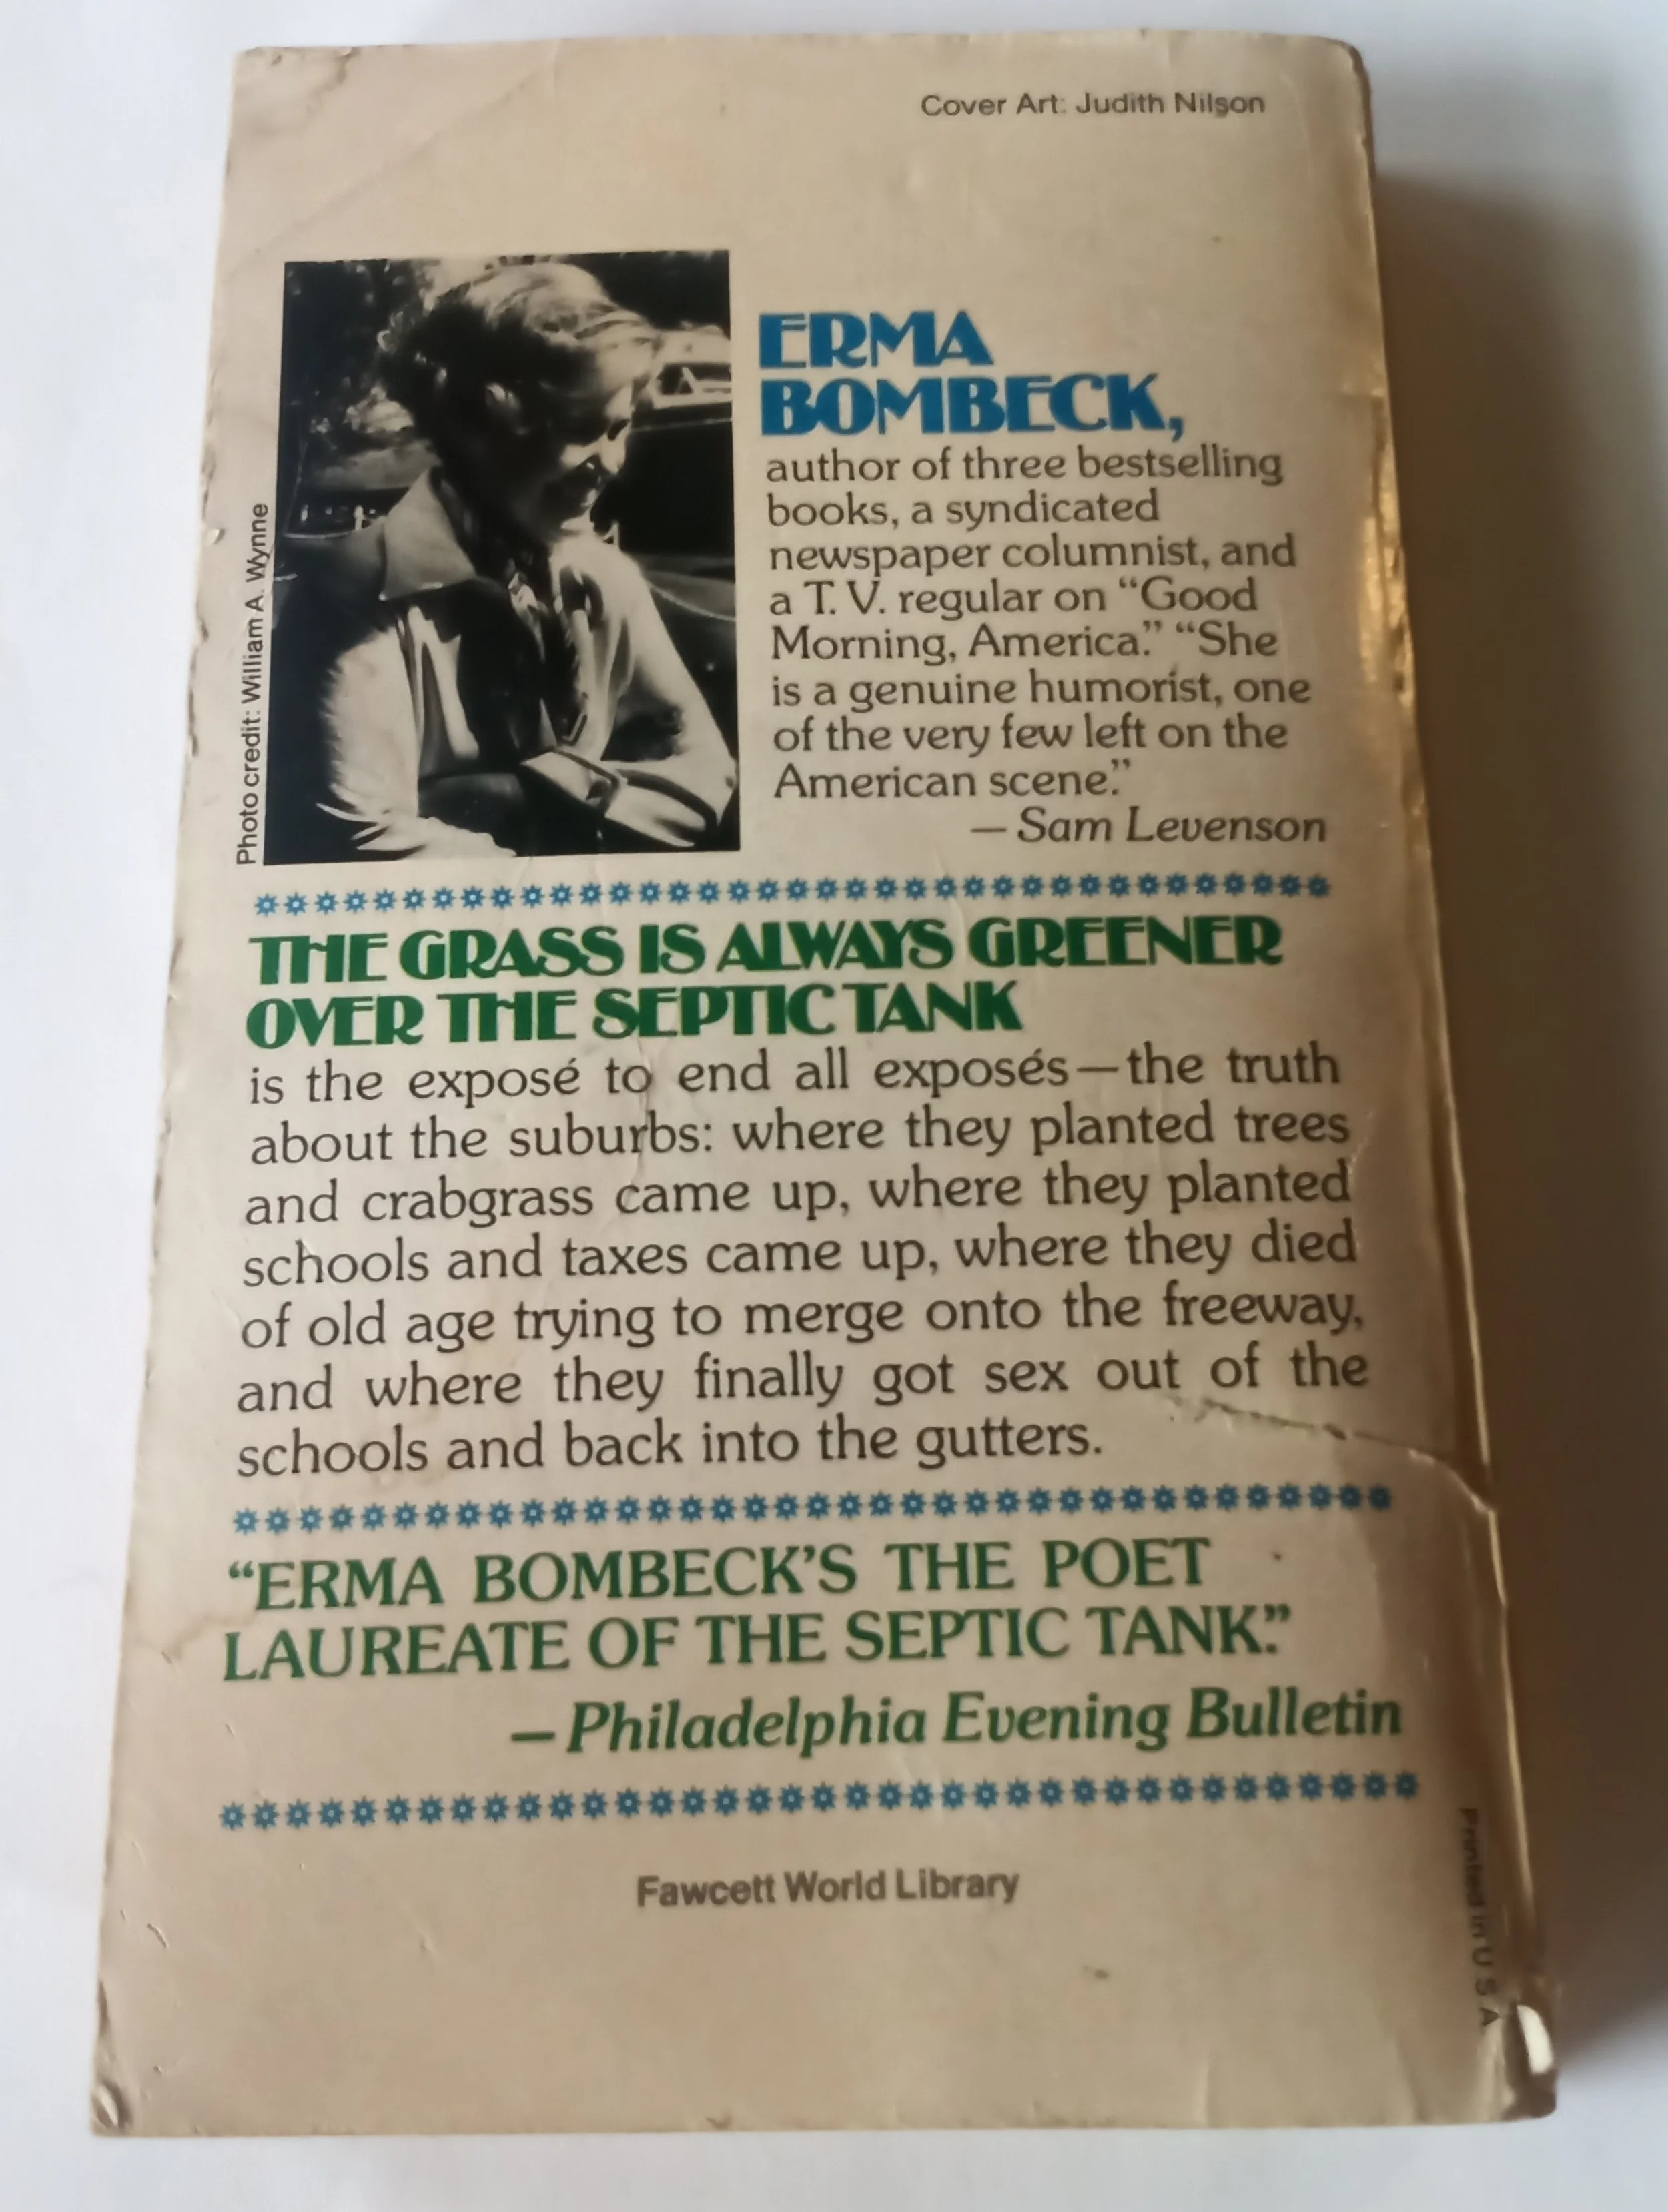 Cover Art: Judith Nilson
Photo credit: William A. Wynne
ERMA
BOMBECK,
author of three bestselling
books, a syndicated
newspaper columnist, and
a T. V. regular on “Good
Morning, America.” “She
is a genuine humorist, one
of the very few left on the
American scene.”
— Sam Levenson
THE GRASS IS ALWAYS GREENER
OVER THE SEPTIC TANK
is the exposé to end all exposés—the truth
about the suburbs: where they planted trees
and crabgrass came up, where they planted
schools and taxes came up, where they died
of old age trying to merge onto the freeway,
and where they finally got sex out of the
schools and back into the gutters.
“ERMA BOMBECK’S THE POET
LAUREATE OF THE SEPTIC TANK.”
— Philadelphia Evening Bulletin
Fawcett World Library
Printed in U S A